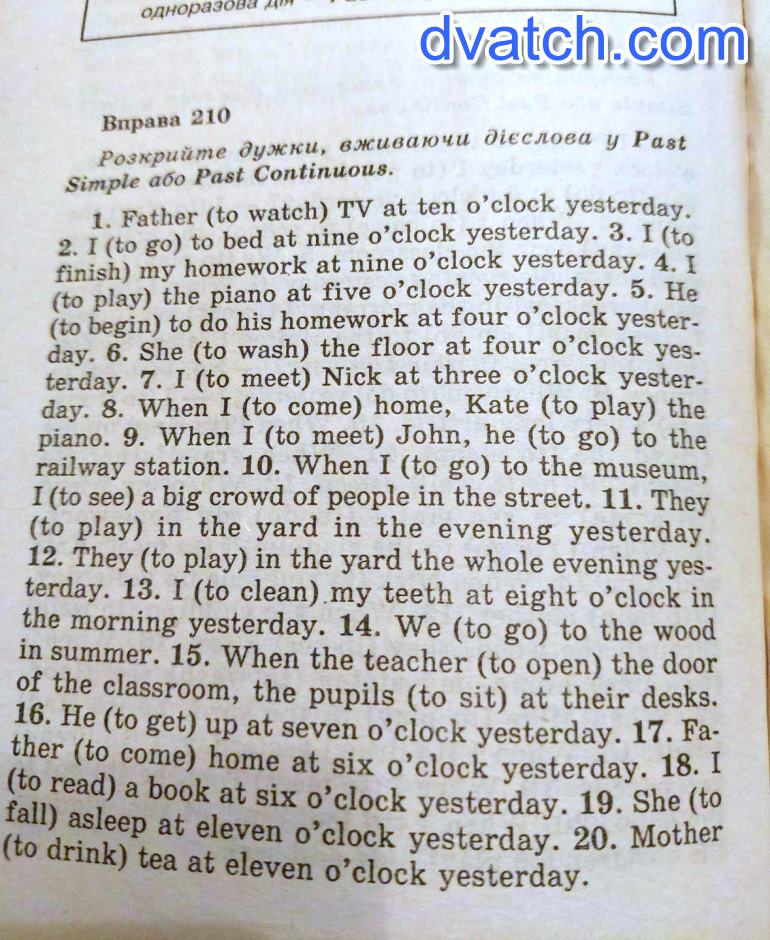 одноразова дія
dvatch.com
Вправа 210
Розкрийте дужки, вживаючи дієслова у Past
Simple або Past Continuous.
1. Father (to watch) TV at ten o'clock yesterday.
2. I (to go) to bed at nine o'clock yesterday. 3. I (to
finish) my homework at nine o'clock yesterday. 4. I
(to play) the piano at five o'clock yesterday. 5. He
(to begin) to do his homework at four o'clock yester-
day. 6. She (to wash) the floor at four o'clock yes-
terday. 7. I (to meet) Nick at three o'clock yester-
day. 8. When I (to come) home, Kate (to play) the
piano. 9. When I (to meet) John, he (to go) to the
railway station. 10. When I (to go) to the museum,
I (to see) a big crowd of people in the street. 11. They
(to play) in the yard in the evening yesterday.
12. They (to play) in the yard the whole evening yes-
terday. 13. I (to clean) my teeth at eight o'clock in
the morning yesterday. 14. We (to go) to the wood
in summer. 15. When the teacher (to open) the door
of the classroom, the pupils (to sit) at their desks.
16. He (to get) up at seven o'clock yesterday. 17. Fa-
ther (to come) home at six o'clock yesterday. 18. I
(to read) a book at six o'clock yesterday. 19. She (to
fall) asleep at eleven o'clock yesterday. 20. Mother
(to drink) tea at eleven o'clock yesterday.